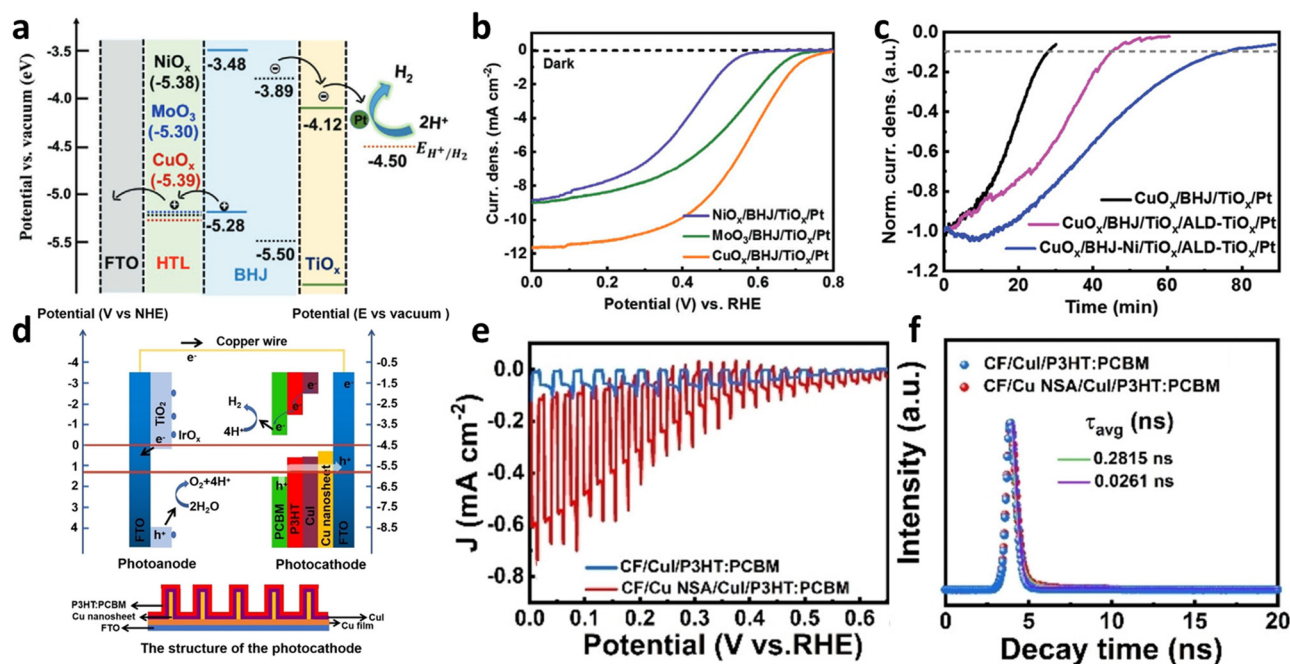 a
Potential vs. vacuum (eV)
-3.5
-4.0
-4.5
-5.0
-5.5
NiOₓ
(-5.38)
MoO₃
(-5.30)
CuOₓ
(-5.39)
-3.48
-3.89
-4.12
-5.28
-5.50
H₂
Pt
2H⁺
E_H⁺/H₂
-4.50
FTO
HTL
BHJ
TiOₓ
b
Curr. dens. (mA cm⁻²)
0
-2
-4
-6
-8
-10
-12
Dark
NiOₓ/BHJ/TiOₓ/Pt
MoO₃/BHJ/TiOₓ/Pt
CuOₓ/BHJ/TiOₓ/Pt
0.0 0.2 0.4 0.6 0.8
Potential (V) vs. RHE
c
Norm. curr. dens. (a.u.)
0.0
-0.2
-0.4
-0.6
-0.8
-1.0
-1.2
CuOₓ/BHJ/TiOₓ/Pt
CuOₓ/BHJ/TiOₓ/ALD-TiOₓ/Pt
CuOₓ/BHJ-Ni/TiOₓ/ALD-TiOₓ/Pt
0 20 40 60 80
Time (min)
d
Potential (V vs NHE)
Potential (E vs vacuum )
Copper wire
e⁻
-4
-3
-2
-1
0
1
2
3
4
-0.5
-1.5
-2.5
-3.5
-4.5
-5.5
-6.5
-7.5
-8.5
FTO
TiO₂
e⁻
IrOₓ
O₂+4H⁺
2H₂O
h⁺
H₂
4H⁺
e⁻
e⁻
e⁻
h⁺
h⁺
PCBM
P3HT
CuI
Cu nanosheet
FTO
Photoanode
Photocathode
P3HT:PCBM
Cu nanosheet
FTO
CuI
Cu film
The structure of the photocathode
e
J (mA cm⁻²)
0.0
-0.2
-0.4
-0.6
-0.8
CF/CuI/P3HT:PCBM
CF/Cu NSA/CuI/P3HT:PCBM
0.0 0.1 0.2 0.3 0.4 0.5 0.6
Potential (V vs.RHE)
f
Intensity (a.u.)
CF/CuI/P3HT:PCBM
CF/Cu NSA/CuI/P3HT:PCBM
τavg (ns)
0.2815 ns
0.0261 ns
0 5 10 15 20
Decay time (ns)